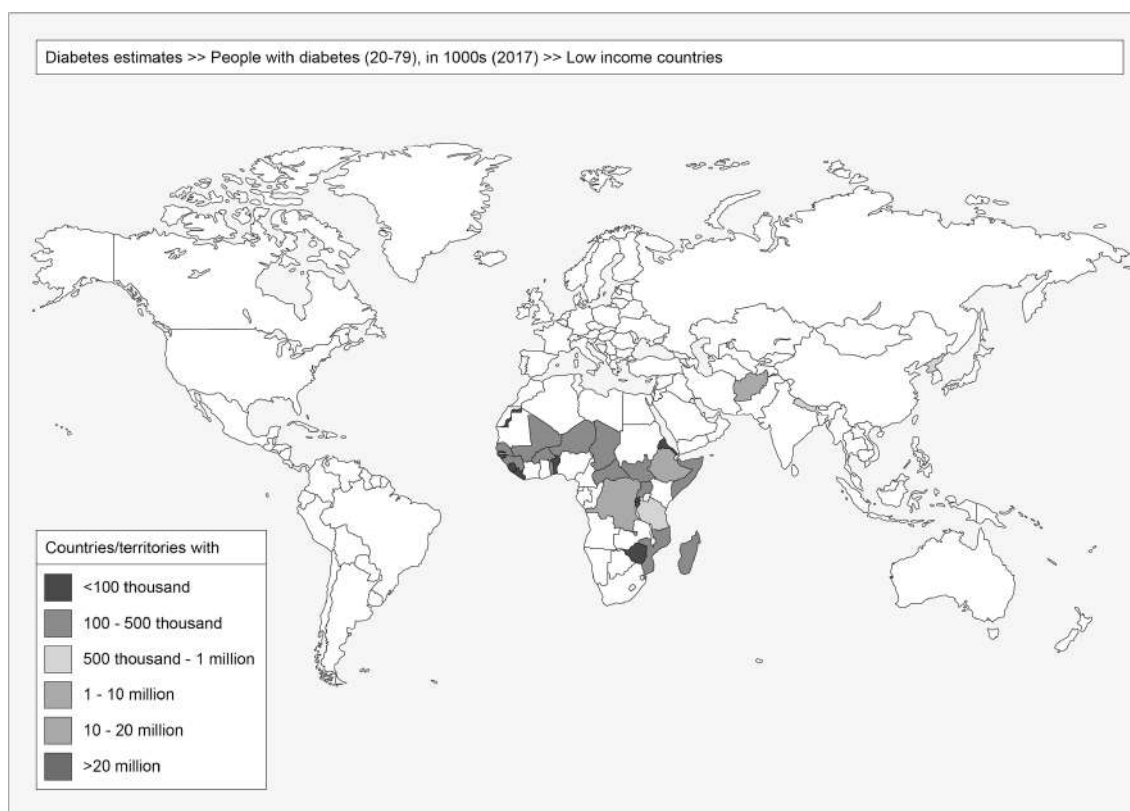 Diabetes estimates >> People with diabetes (20-79), in 1000s (2017) >> Low income countries
Countries/territories with
<100 thousand
100 - 500 thousand
500 thousand - 1 million
1 - 10 million
10 - 20 million
>20 million